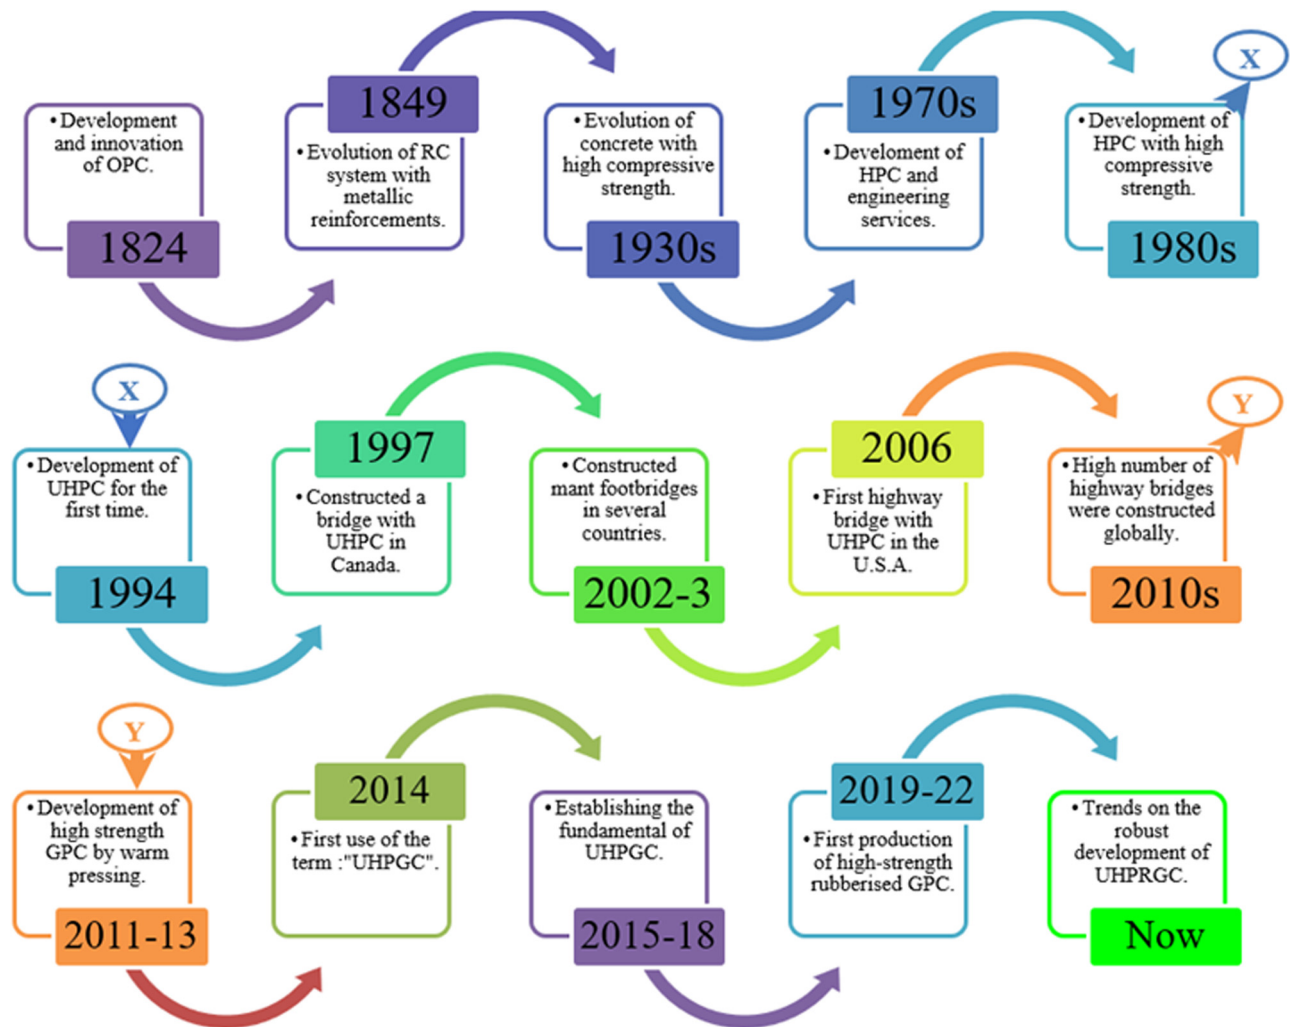 X
• Development
and innovation
of OPC.
1824
1849
• Evolution of RC
system with
metallic
reinforcements.
• Evolution of
concrete with
high compressive
strength.
1930s
1970s
• Develoment of
HPC and
engineering
services.
• Development of
HPC with high
compressive
strength.
1980s
X
• Development of
UHPC for the
first time.
1994
1997
• Constructed a
bridge with
UHPC in
Canada.
• Constructed
mant footbridges
in several
countries.
2002-3
2006
• First highway
bridge with
UHPC in the
U.S.A.
Y
• High number of
highway bridges
were constructed
globally.
2010s
Y
• Development of
high strength
GPC by warm
pressing.
2011-13
2014
• First use of the
term :"UHPGC".
• Establishing the
fundamental of
UHPGC.
2015-18
2019-22
• First production
of high-strength
rubberised GPC.
• Trends on the
robust
development of
UHPRGC.
Now